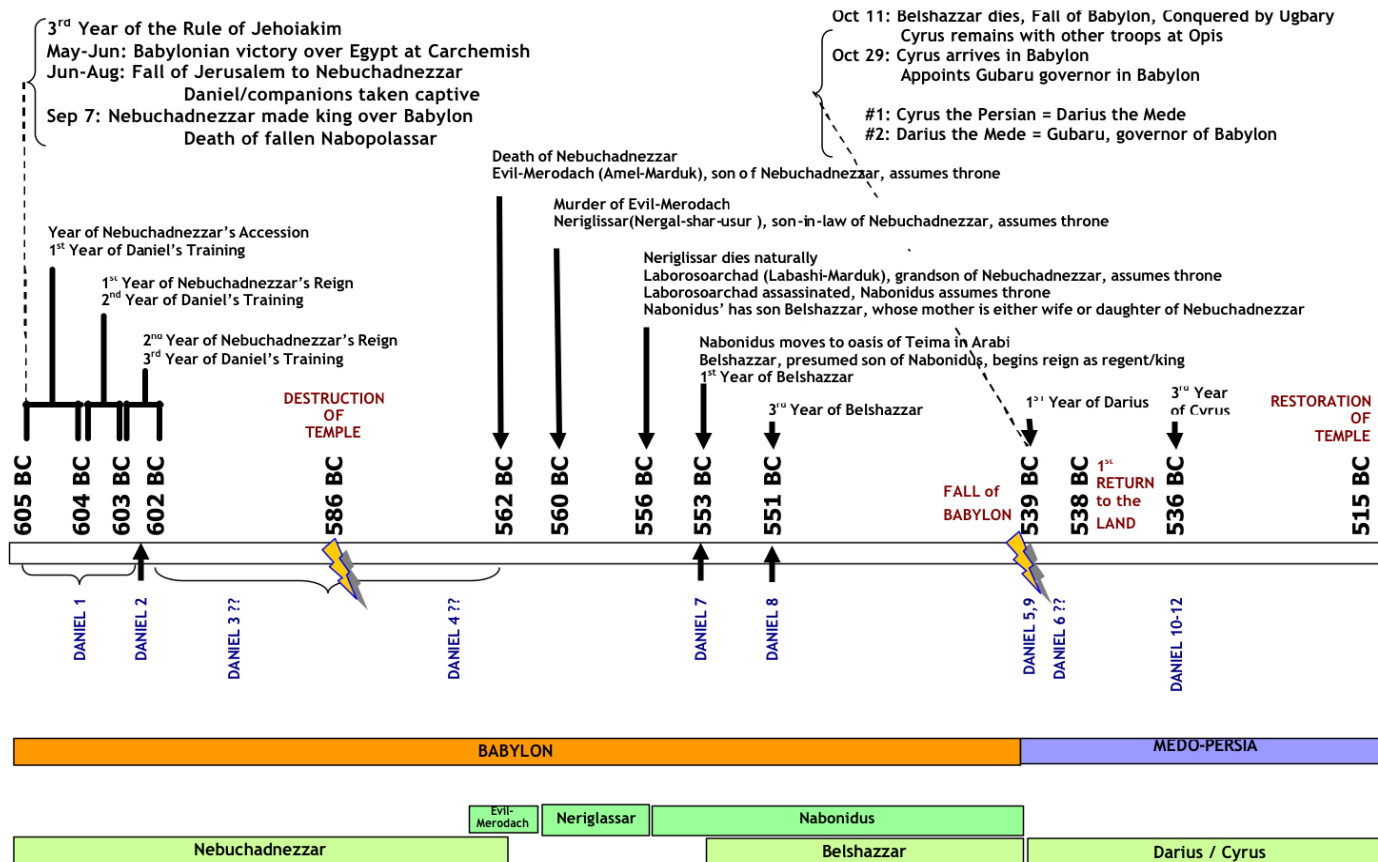 3rd Year of the Rule of Jehoiakim
May-Jun: Babylonian victory over Egypt at Carchemish
Jun-Aug: Fall of Jerusalem to Nebuchadnezzar
Daniel/companions taken captive
Sep 7: Nebuchadnezzar made king over Babylon
Death of fallen Nabopolassar
Oct 11: Belshazzar dies, Fall of Babylon, Conquered by Ugbary
Cyrus remains with other troops at Opis
Oct 29: Cyrus arrives in Babylon
Appoints Gubaru governor in Babylon
#1: Cyrus the Persian = Darius the Mede
#2: Darius the Mede = Gubaru, governor of Babylon
Death of Nebuchadnezzar
Evil-Merodach (Amel-Marduk), son of Nebuchadnezzar, assumes throne
Murder of Evil-Merodach
Neriglissar(Nergal-shar-usur ), son-in-law of Nebuchadnezzar, assumes throne
Year of Nebuchadnezzar's Accession
1st Year of Daniel's Training
1st Year of Nebuchadnezzar's Reign
2nd Year of Daniel's Training
2nd Year of Nebuchadnezzar's Reign
3rd Year of Daniel's Training
Neriglissar dies naturally
Laborosoarchad (Labashi-Marduk), grandson of Nebuchadnezzar, assumes throne
Laborosoarchad assassinated, Nabonidus assumes throne
Nabonidus' has son Belshazzar, whose mother is either wife or daughter of Nebuchadnezzar
Nabonidus moves to oasis of Teima in Arabi
Belshazzar, presumed son of Nabonidus, begins reign as regent/king
1st Year of Belshazzar
3rd Year of Belshazzar
1st Year of Darius
3rd Year
of Cyrus
DESTRUCTION
OF
TEMPLE
RESTORATION
OF
TEMPLE
FALL of
BABYLON
1st
RETURN
to the
LAND
605 BC
604 BC
603 BC
602 BC
586 BC
562 BC
560 BC
556 BC
553 BC
551 BC
539 BC
538 BC
536 BC
515 BC
DANIEL 1
DANIEL 2
DANIEL 3 ??
DANIEL 4 ??
DANIEL 7
DANIEL 8
DANIEL 5,9
DANIEL 6 ??
DANIEL 10-12
BABYLON
MEDO-PERSIA
Evil-
Merodach
Neriglassar
Nabonidus
Nebuchadnezzar
Belshazzar
Darius / Cyrus